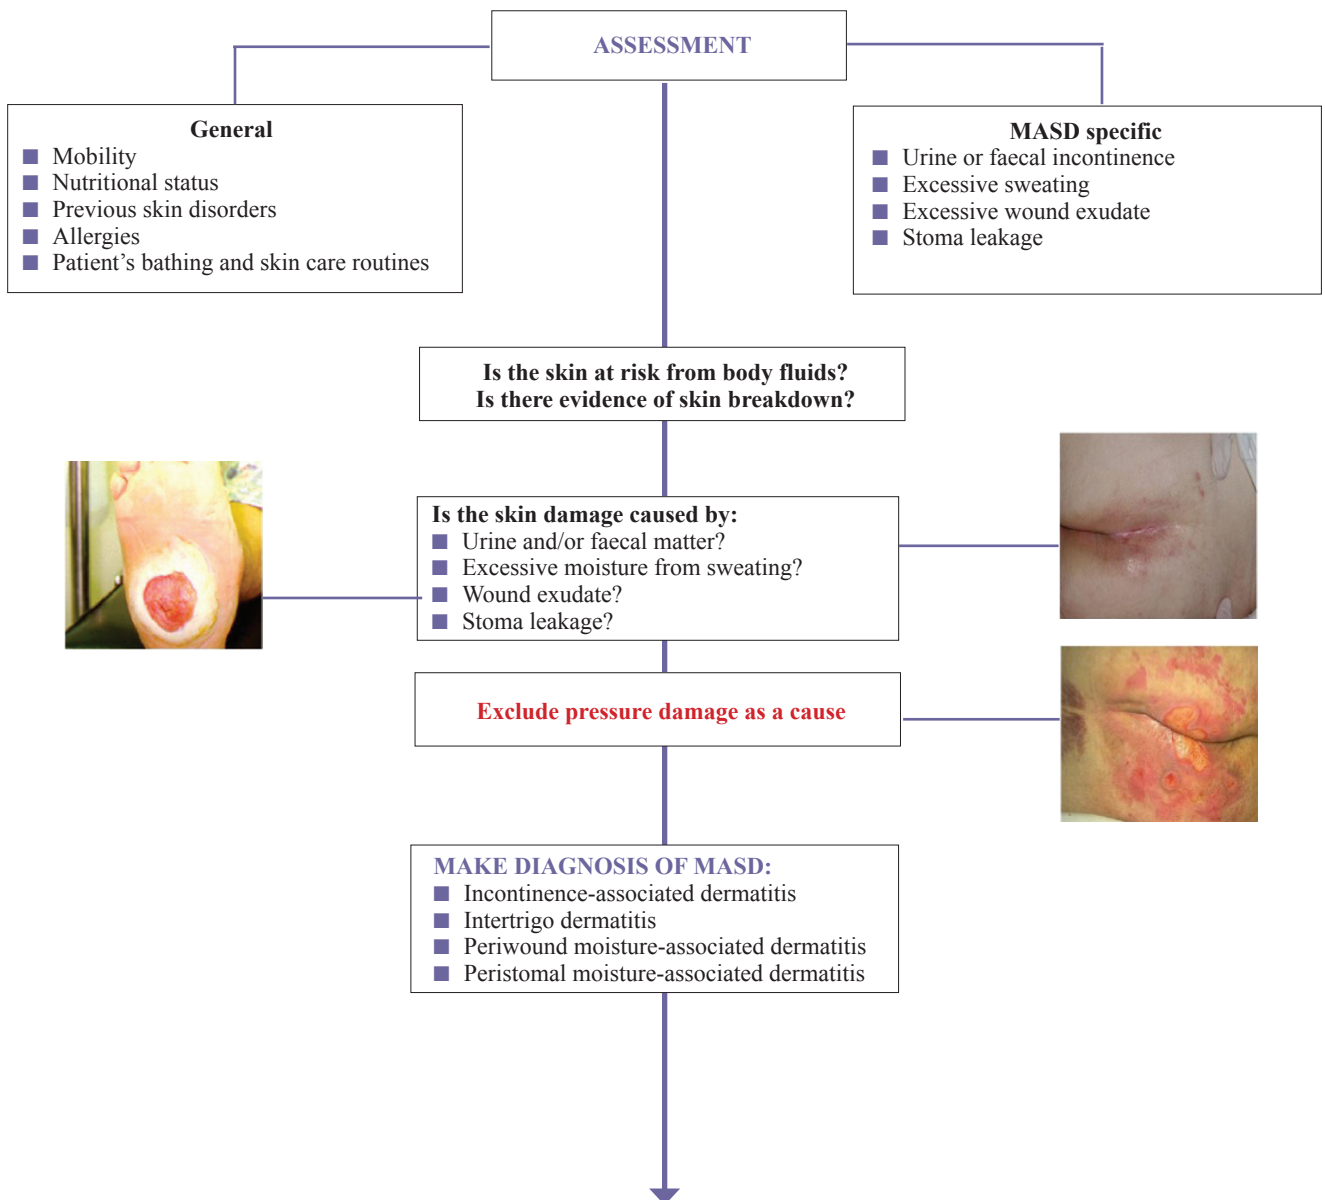 ASSESSMENT
General
■ Mobility
■ Nutritional status
■ Previous skin disorders
■ Allergies
■ Patient’s bathing and skin care routines
MASD specific
■ Urine or faecal incontinence
■ Excessive sweating
■ Excessive wound exudate
■ Stoma leakage
Is the skin at risk from body fluids?
Is there evidence of skin breakdown?
Is the skin damage caused by:
■ Urine and/or faecal matter?
■ Excessive moisture from sweating?
■ Wound exudate?
■ Stoma leakage?
Exclude pressure damage as a cause
MAKE DIAGNOSIS OF MASD:
■ Incontinence-associated dermatitis
■ Intertrigo dermatitis
■ Periwound moisture-associated dermatitis
■ Peristomal moisture-associated dermatitis